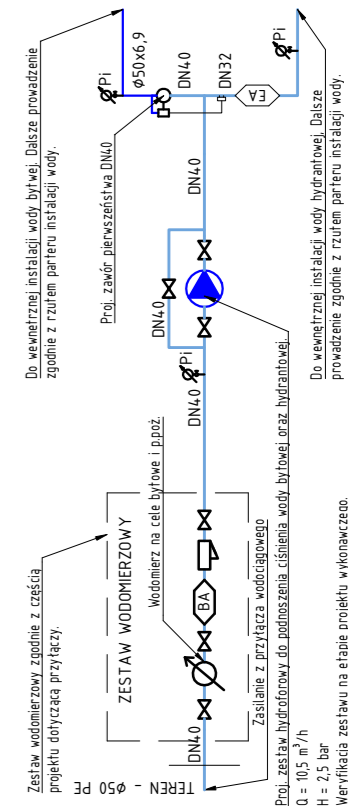 Zestaw wodomierzowy zgodnie z częścią
projektu dotyczącą przyłączy.
ZESTAW WODOMIERZOWY
Wodomierz na cele bytowe i p.poż.
BA
Zasilanie z przyłącza wodociągowego
DN40
TEREN - ø50 PE
Proj. zestaw hydroforowy do podnoszenia ciśnienia wody bytowej oraz hydrantowej.
Q = 10,5 m³/h
H = 2,5 bar
Weryfikacja zestawu na etapie projektu wykonawczego.
DN40
Pi
DN40
DN40
Proj. zawór pierwszeństwa DN40
Do wewnętrznej instalacji wody bytwej. Dalsze prowadzenie
zgodnie z rzutem parteru instalacji wody.
Pi
ø50x6,9
DN40
DN32
EA
Pi
Do wewnętrznej instalacji wody hydrantowej. Dalsze
prowadzenie zgodnie z rzutem parteru instalacji wody.